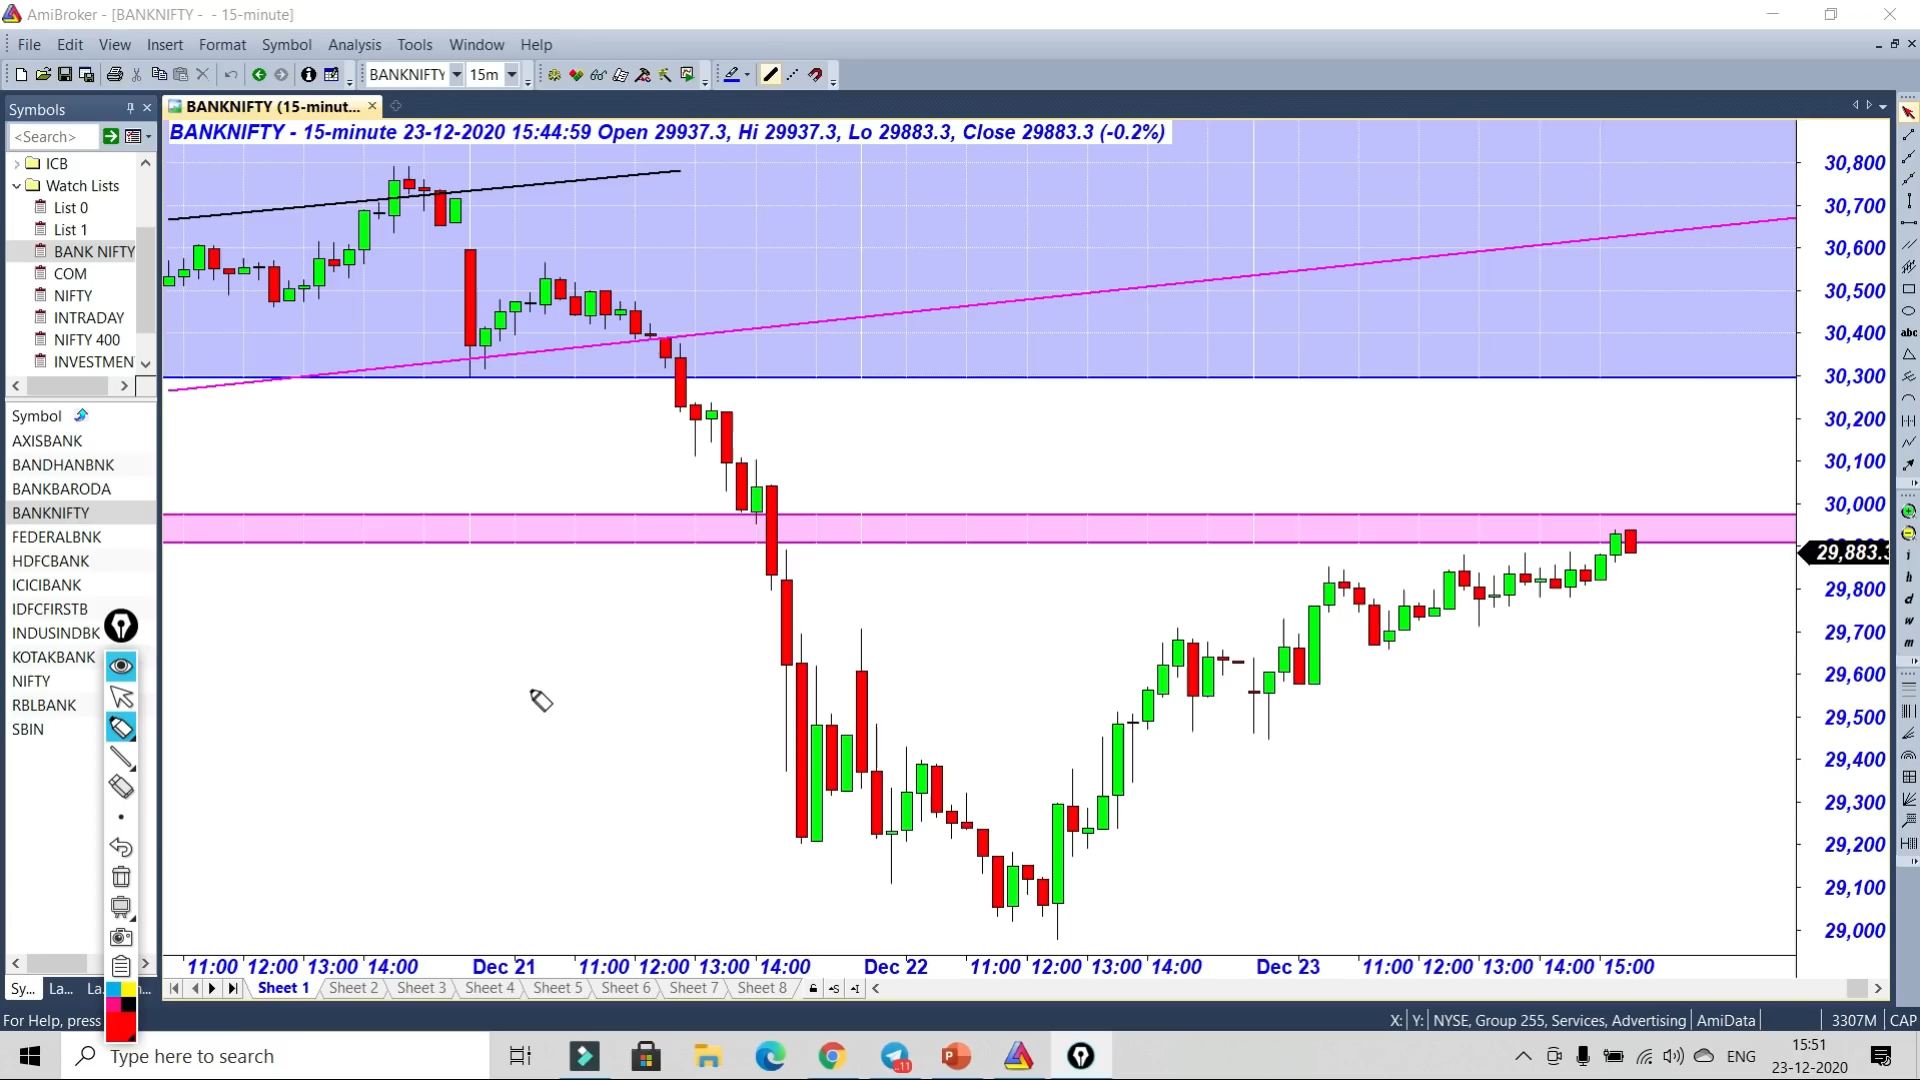 AmiBroker - [BANKNIFTY - - 15-minute]
File Edit View Insert Format Symbol Analysis Tools Window Help
BANKNIFTY 15m
Symbols
BANKNIFTY (15-minut...
<Search>
BANKNIFTY - 15-minute 23-12-2020 15:44:59 Open 29937.3, Hi 29937.3, Lo 29883.3, Close 29883.3 (-0.2%)
ICB
Watch Lists
List 0
List 1
BANK NIFTY
COM
NIFTY
INTRADAY
NIFTY 400
INVESTMEN
Symbol
AXISBANK
BANDHANBNK
BANKBARODA
BANKNIFTY
FEDERALBNK
HDFCBANK
ICICIBANK
IDFCFIRSTB
INDUSINDBK
KOTAKBANK
NIFTY
RBLBANK
SBIN
30,800
30,700
30,600
30,500
30,400
30,300
30,200
30,100
30,000
29,883.3
29,800
29,700
29,600
29,500
29,400
29,300
29,200
29,100
29,000
abc
i
h
d
w
m
11:00 12:00 13:00 14:00 Dec 21 11:00 12:00 13:00 14:00 Dec 22 11:00 12:00 13:00 14:00 Dec 23 11:00 12:00 13:00 14:00 15:00
Sy... La... La...
Sheet 1 Sheet 2 Sheet 3 Sheet 4 Sheet 5 Sheet 6 Sheet 7 Sheet 8
For Help, press
X: Y: NYSE, Group 255, Services, Advertising AmiData 3307M CAP
Type here to search
11
ENG
15:51
23-12-2020